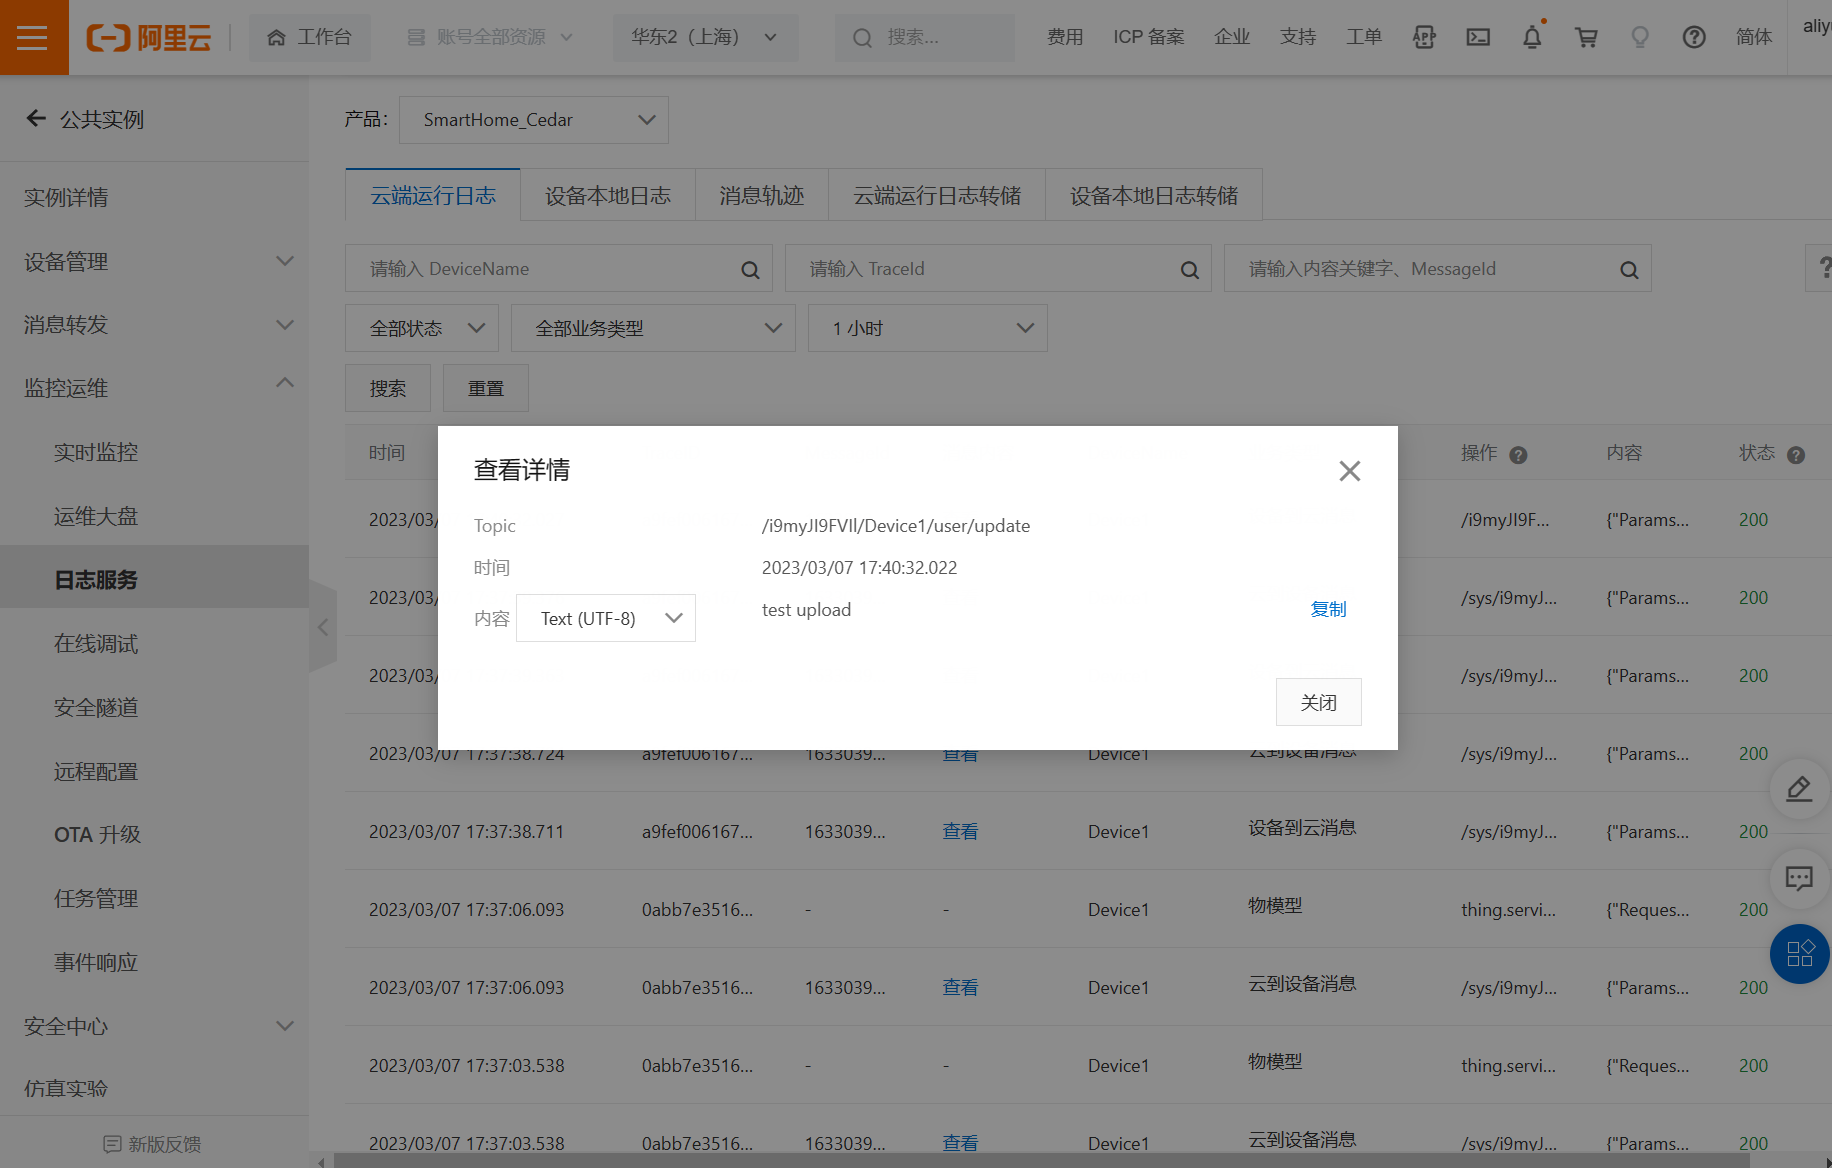 阿里云 工作台 账号全部资源 华东2（上海） 搜索... 费用 ICP 备案 企业 支持 工单 APP 简体 aliy
公共实例
实例详情
设备管理
消息转发
监控运维
实时监控
运维大盘
日志服务
在线调试
安全隧道
远程配置
OTA 升级
任务管理
事件响应
安全中心
仿真实验
新版反馈
产品： SmartHome_Cedar
云端运行日志 设备本地日志 消息轨迹 云端运行日志转储 设备本地日志转储
请输入 DeviceName 请输入 TraceId 请输入内容关键字、MessageId
全部状态 全部业务类型 1 小时
搜索 重置
时间 操作 内容 状态
2023/03/ /i9myJI9F... {"Params... 200
2023/03/ /sys/i9myJ... {"Params... 200
2023/03/ /sys/i9myJ... {"Params... 200
2023/03/07 17:37:38.724 a9fef006167... 1633039... 查看 Device1 云到设备消息 /sys/i9myJ... {"Params... 200
2023/03/07 17:37:38.711 a9fef006167... 1633039... 查看 Device1 设备到云消息 /sys/i9myJ... {"Params... 200
2023/03/07 17:37:06.093 0abb7e3516... - - Device1 物模型 thing.servi... {"Reques... 200
2023/03/07 17:37:06.093 0abb7e3516... 1633039... 查看 Device1 云到设备消息 /sys/i9myJ... {"Params... 200
2023/03/07 17:37:03.538 0abb7e3516... - - Device1 物模型 thing.servi... {"Reques... 200
2023/03/07 17:37:03.538 0abb7e3516... 1633039... 查看 Device1 云到设备消息 /sys/i9myJ... {"Params... 200
查看详情
Topic /i9myJI9FVIl/Device1/user/update
时间 2023/03/07 17:40:32.022
内容 Text (UTF-8) test upload 复制
关闭